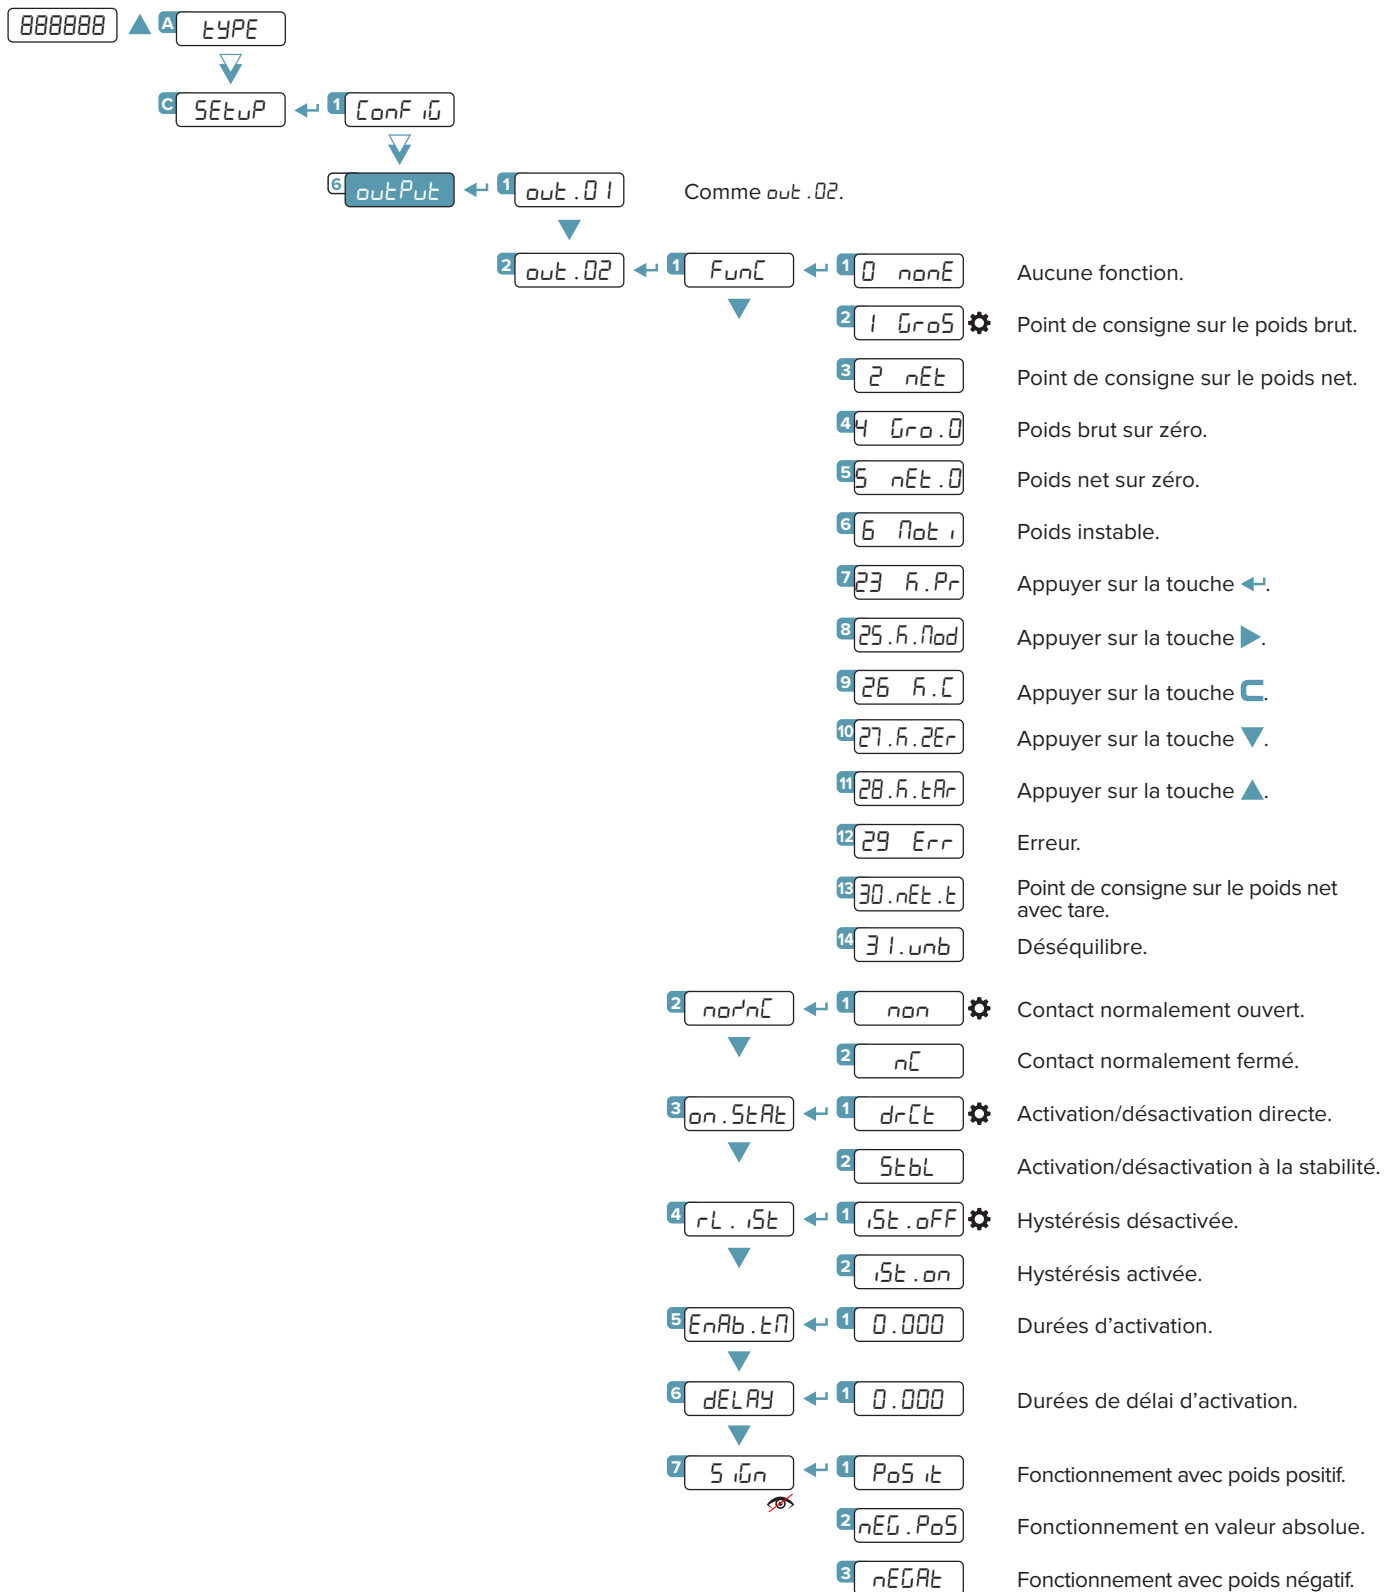 888888 A tYPE
C SEtuP 1 ConFiG
6 outPut 1 out.01 Comme out.02.
2 out.02 1 FunC 1 0 nonE Aucune fonction.
2 1 GroS Point de consigne sur le poids brut.
3 2 nEt Point de consigne sur le poids net.
4 4 Gro.0 Poids brut sur zéro.
5 5 nEt.0 Poids net sur zéro.
6 6 Moti Poids instable.
7 23 K.Pr Appuyer sur la touche ↵.
8 25.K.Mod Appuyer sur la touche ▶.
9 26 K.C Appuyer sur la touche C.
10 27.K.ZEr Appuyer sur la touche ▼.
11 28.K.tAr Appuyer sur la touche ▲.
12 29 Err Erreur.
13 30.nEt.t Point de consigne sur le poids net
avec tare.
14 31.unb Déséquilibre.
2 no/nC 1 non Contact normalement ouvert.
2 nC Contact normalement fermé.
3 on.StAt 1 drCt Activation/désactivation directe.
2 StbL Activation/désactivation à la stabilité.
4 rL.iSt 1 iSt.oFF Hystérésis désactivée.
2 iSt.on Hystérésis activée.
5 EnAb.tM 1 0.000 Durées d’activation.
6 dELAY 1 0.000 Durées de délai d’activation.
7 SiGn 1 PoSit Fonctionnement avec poids positif.
2 nEG.PoS Fonctionnement en valeur absolue.
3 nEGAt Fonctionnement avec poids négatif.